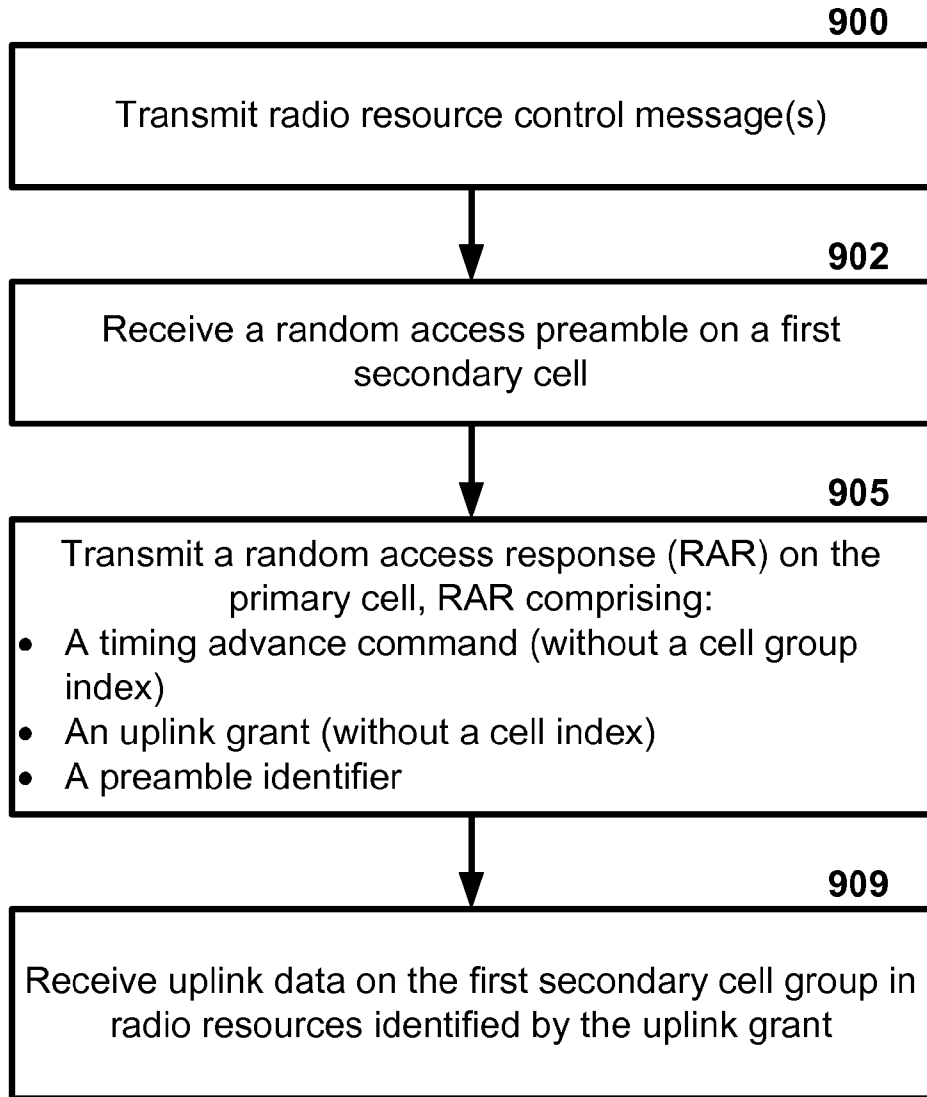 900
Transmit radio resource control message(s)
902
Receive a random access preamble on a first
secondary cell
905
Transmit a random access response (RAR) on the
primary cell, RAR comprising:
• A timing advance command (without a cell group
index)
• An uplink grant (without a cell index)
• A preamble identifier
909
Receive uplink data on the first secondary cell group in
radio resources identified by the uplink grant